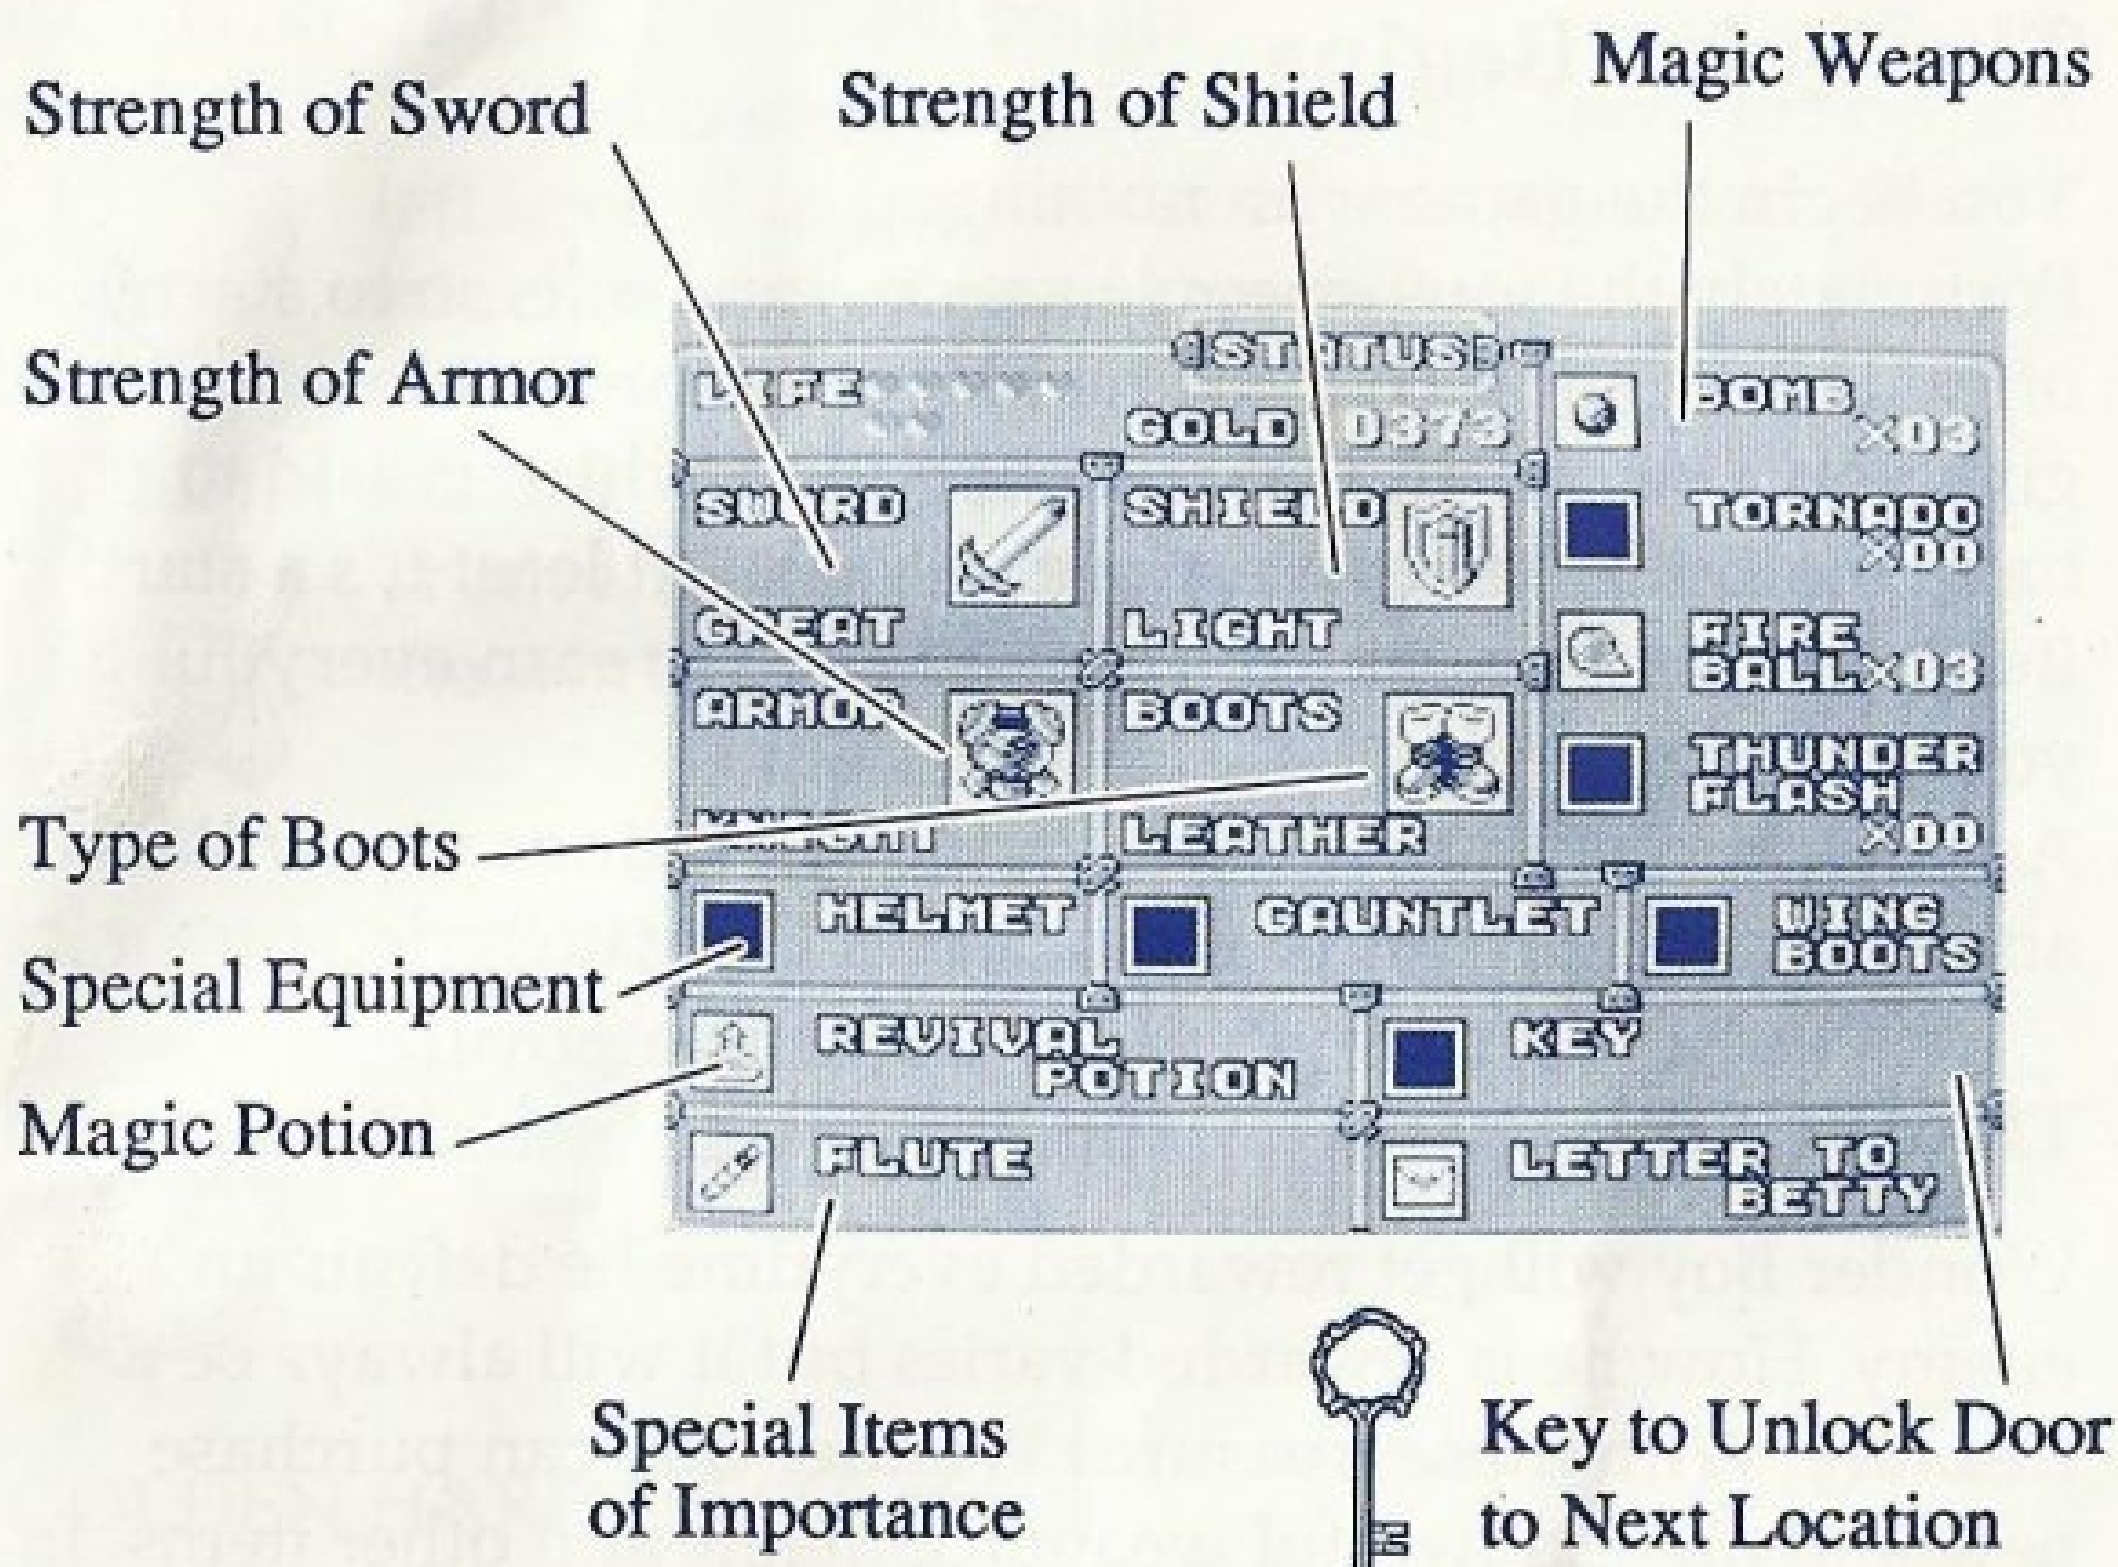 Magic Weapons
Strength of Sword
Strength of Shield
Strength of Armor
Type of Boots
Special Equipment
Magic Potion
STATUS
LIFE
GOLD 0373
SWORD
GREAT
SHIELD
LIGHT
ARMOR
KNIGHT
BOOTS
LEATHER
BOMB
×03
TORNADO
×00
FIRE
BALL×03
THUNDER
FLASH
×00
HELMET
GAUNTLET
WING
BOOTS
REVIVAL
POTION
KEY
FLUTE
LETTER TO
BETTY
Special Items
of Importance
Key to Unlock Door
to Next Location